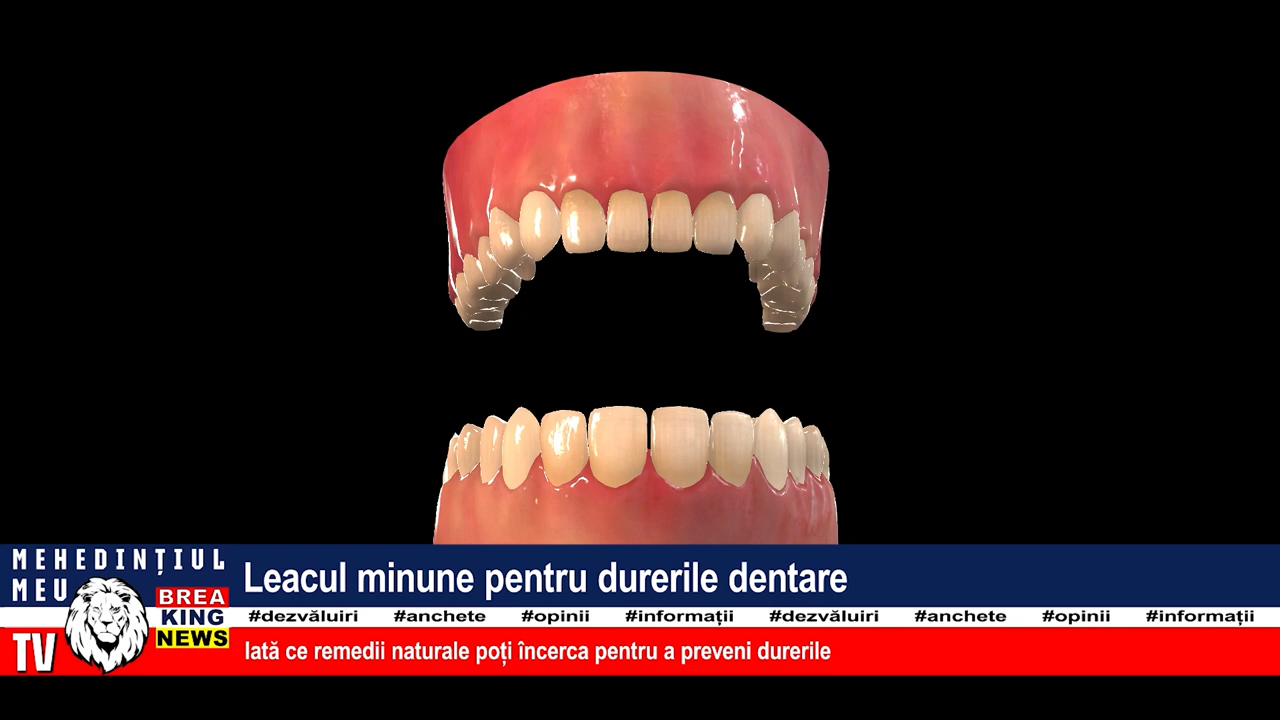 MEHEDINȚIUL
MEU
TV
BREA
KING
NEWS
Leacul minune pentru durerile dentare
#dezvăluiri #anchete #opinii #informații #dezvăluiri #anchete #opinii #informații
Iată ce remedii naturale poți încerca pentru a preveni durerile